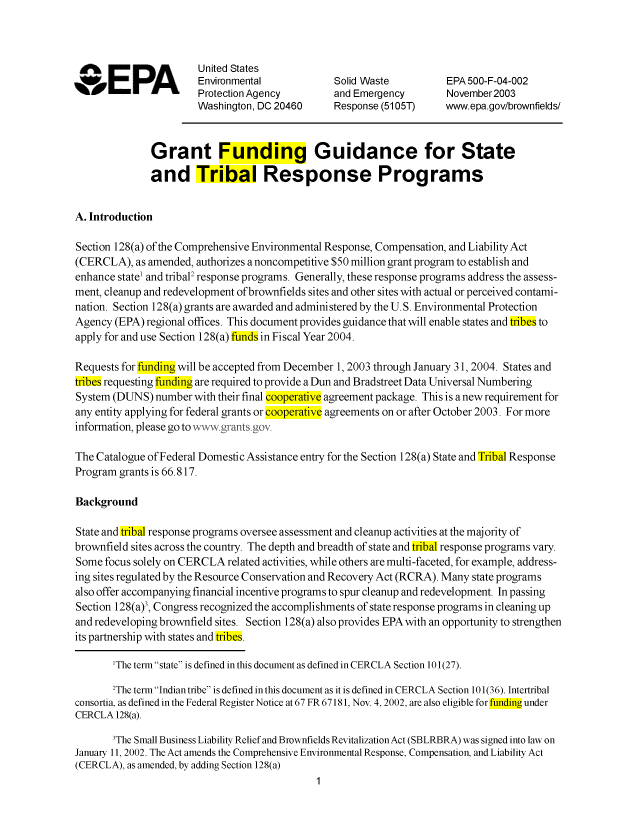 EPA
United States
Environmental
Protection Agency
Washington, DC 20460
Solid Waste
and Emergency
Response (5105T)
EPA 500-F-04-002
November 2003
www.epa.gov/brownfields/
Grant Funding Guidance for State
and Tribal Response Programs
A. Introduction
Section 128(a) of the Comprehensive Environmental Response, Compensation, and Liability Act
(CERCLA), as amended, authorizes a noncompetitive $50 million grant program to establish and
enhance state¹ and tribal² response programs. Generally, these response programs address the assess-
ment, cleanup and redevelopment of brownfields sites and other sites with actual or perceived contami-
nation. Section 128(a) grants are awarded and administered by the U.S. Environmental Protection
Agency (EPA) regional offices. This document provides guidance that will enable states and tribes to
apply for and use Section 128(a) funds in Fiscal Year 2004.
Requests for funding will be accepted from December 1, 2003 through January 31, 2004. States and
tribes requesting funding are required to provide a Dun and Bradstreet Data Universal Numbering
System (DUNS) number with their final cooperative agreement package. This is a new requirement for
any entity applying for federal grants or cooperative agreements on or after October 2003. For more
information, please go to www.grants.gov.
The Catalogue of Federal Domestic Assistance entry for the Section 128(a) State and Tribal Response
Program grants is 66.817.
Background
State and tribal response programs oversee assessment and cleanup activities at the majority of
brownfield sites across the country. The depth and breadth of state and tribal response programs vary.
Some focus solely on CERCLA related activities, while others are multi-faceted, for example, address-
ing sites regulated by the Resource Conservation and Recovery Act (RCRA). Many state programs
also offer accompanying financial incentive programs to spur cleanup and redevelopment. In passing
Section 128(a)³, Congress recognized the accomplishments of state response programs in cleaning up
and redeveloping brownfield sites. Section 128(a) also provides EPA with an opportunity to strengthen
its partnership with states and tribes.
¹The term "state" is defined in this document as defined in CERCLA Section 101(27).
²The term "Indian tribe" is defined in this document as it is defined in CERCLA Section 101(36). Intertribal
consortia, as defined in the Federal Register Notice at 67 FR 67181, Nov. 4, 2002, are also eligible for funding under
CERCLA 128(a).
³The Small Business Liability Relief and Brownfields Revitalization Act (SBLRBRA) was signed into law on
January 11, 2002. The Act amends the Comprehensive Environmental Response, Compensation, and Liability Act
(CERCLA), as amended, by adding Section 128(a)
1